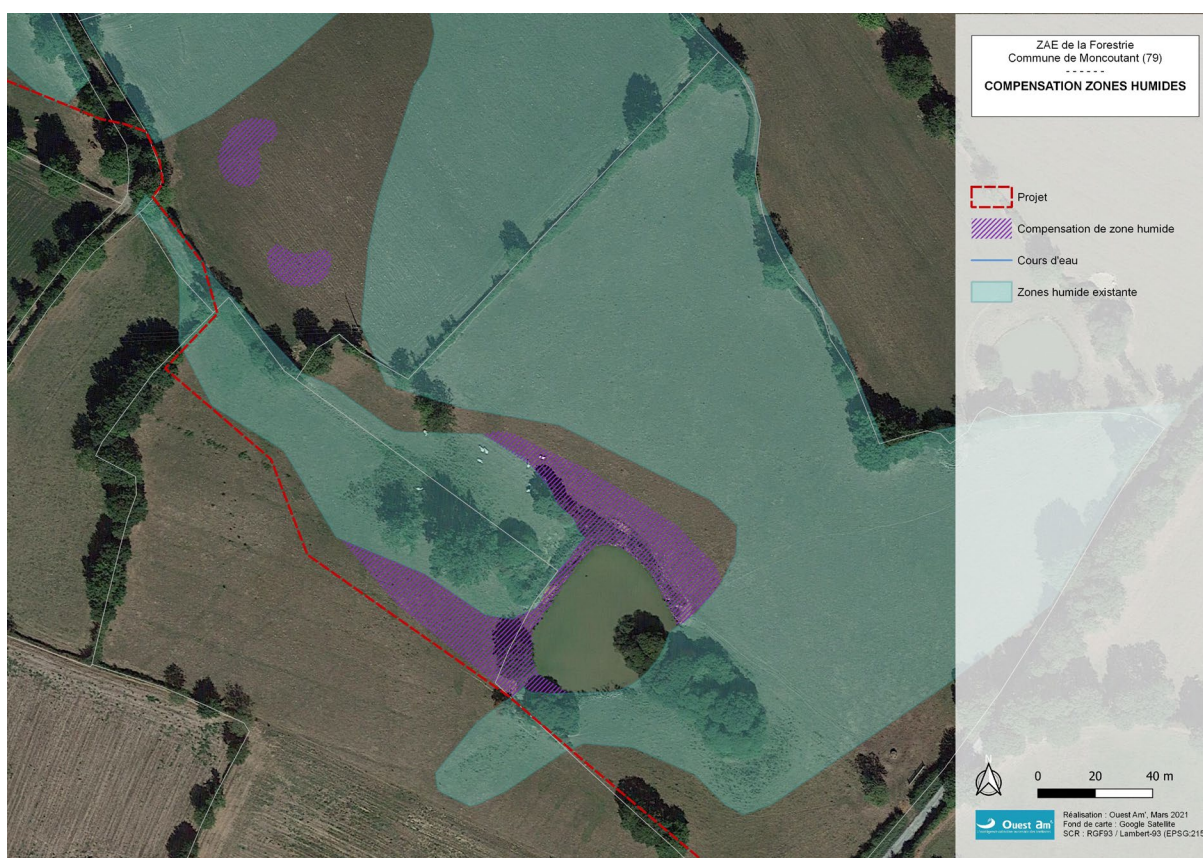 ZAE de la Forestrie
Commune de Moncoutant (79)
------
COMPENSATION ZONES HUMIDES
Projet
Compensation de zone humide
Cours d'eau
Zones humide existante
N
0 20 40 m
Ouest am'
Réalisation : Ouest Am', Mars 2021
Fond de carte : Google Satellite
SCR : RGF93 / Lambert-93 (EPSG:215